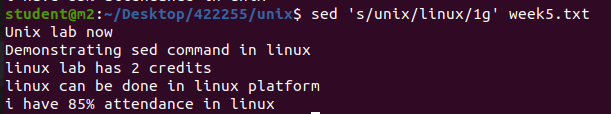 student@m2:~/Desktop/422255/unix$ sed 's/unix/linux/1g' week5.txt
Unix lab now
Demonstrating sed command in linux
linux lab has 2 credits
linux can be done in linux platform
i have 85% attendance in linux